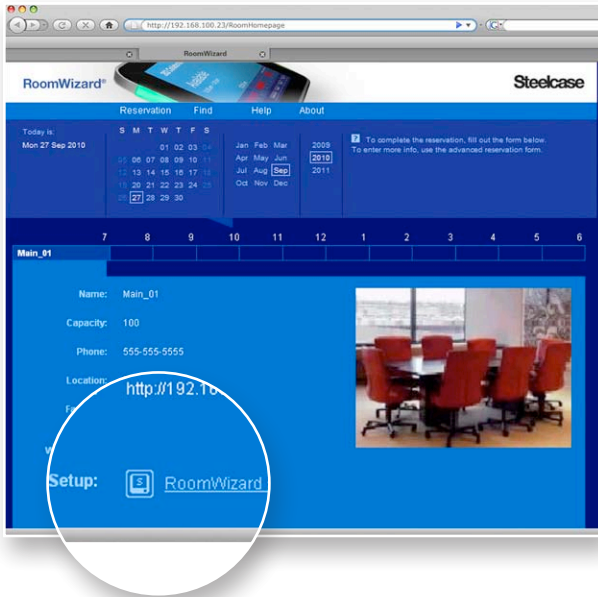 http://192.168.100.23/RoomHomepage
RoomWizard
RoomWizard®
Steelcase
Reservation Find Help About
Today is:
Mon 27 Sep 2010
S M T W T F S
01 02 03 04
05 06 07 08 09 10 11
12 13 14 15 16 17 18
19 20 21 22 23 24 25
26 27 28 29 30
Jan Feb Mar
Apr May Jun
Jul Aug Sep
Oct Nov Dec
2009
2010
2011
? To complete the reservation, fill out the form below.
To enter more info, use the advanced reservation form.
7 8 9 10 11 12 1 2 3 4 5 6
Main_01
Name: Main_01
Capacity: 100
Phone: 555-555-5555
Location:
http://192.16
Setup: S RoomWizard